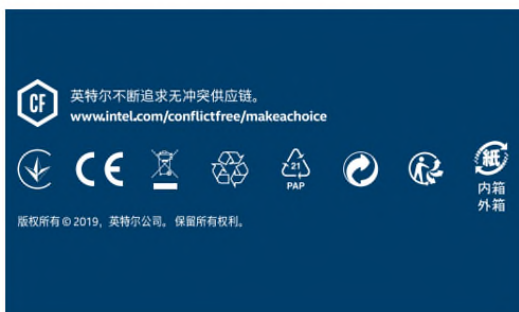 CF
英特尔不断追求无冲突供应链。
www.intel.com/conflictfree/makeachoice
CE
21
PAP
紙
内箱
外箱
版权所有 © 2019，英特尔公司。 保留所有权利。